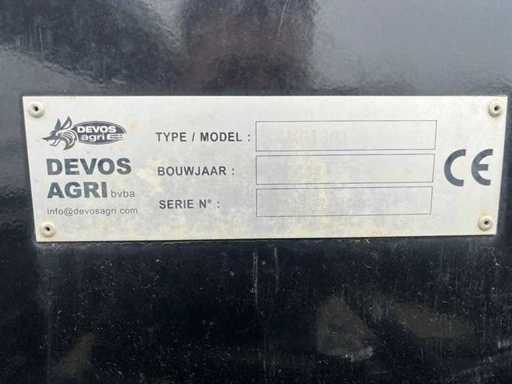 DEVOS
agri
DEVOS
AGRI bvba
info@devosagri.com
TYPE / MODEL :
BOUWJAAR :
SERIE N° :
CE